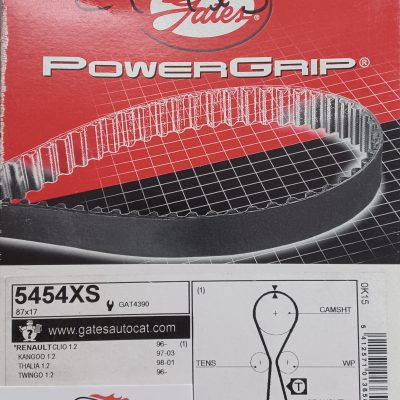 Gates
POWERGRIP®
5454XS
GAT4390
87x17
www.gatesautocat.com
*RENAULT CLIO 1.2 96- (1)
KANGOO 1.2 97-03
THALIA 1.2 98-01
TWINGO 1.2 96-
(1)
CAMSHT
TENS
WP
T
0K15